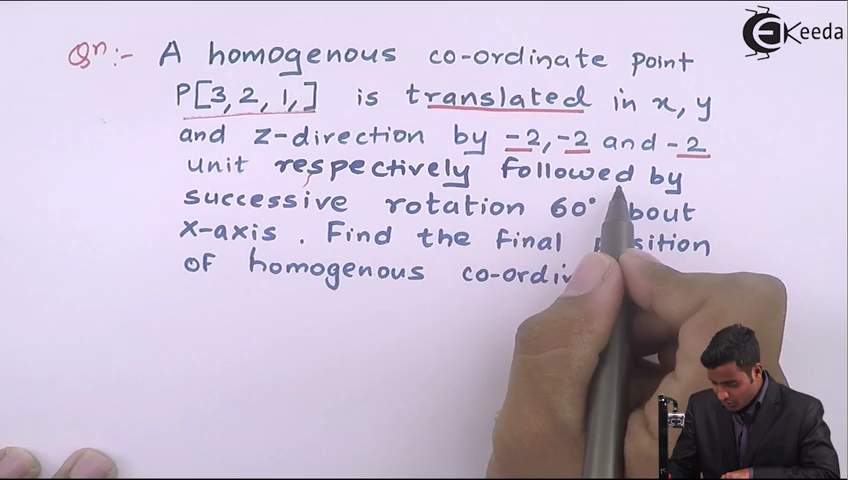 EKeeda
Qn:- A homogenous co-ordinate point
P[3, 2, 1,] is translated in x, y
and z-direction by -2, -2 and -2
unit respectively followed by
successive rotation 60°
x-axis. Find the final
of homogenous